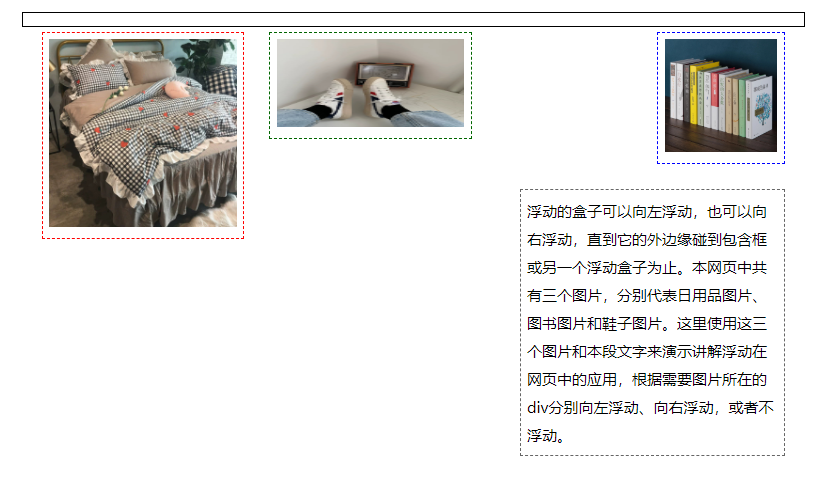 浮动的盒子可以向左浮动，也可以向
右浮动，直到它的外边缘碰到包含框
或另一个浮动盒子为止。本网页中共
有三个图片，分别代表日用品图片、
图书图片和鞋子图片。这里使用这三
个图片和本段文字来演示讲解浮动在
网页中的应用，根据需要图片所在的
div分别向左浮动、向右浮动，或者不
浮动。